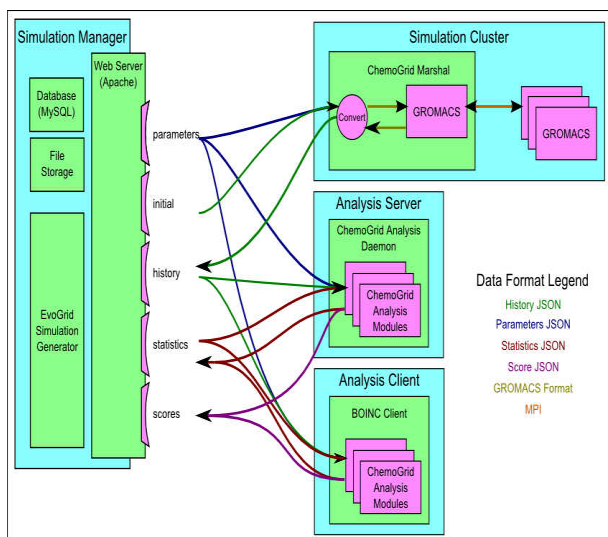 Simulation Manager
Web Server
(Apache)
Database
(MySQL)
File
Storage
EvoGrid
Simulation
Generator
parameters
initial
history
statistics
scores
Simulation Cluster
ChemoGrid Marshal
Convert
GROMACS
GROMACS
Analysis Server
ChemoGrid Analysis
Daemon
ChemoGrid
Analysis
Modules
Analysis Client
BOINC Client
ChemoGrid
Analysis
Modules
Data Format Legend
History JSON
Parameters JSON
Statistics JSON
Score JSON
GROMACS Format
MPI